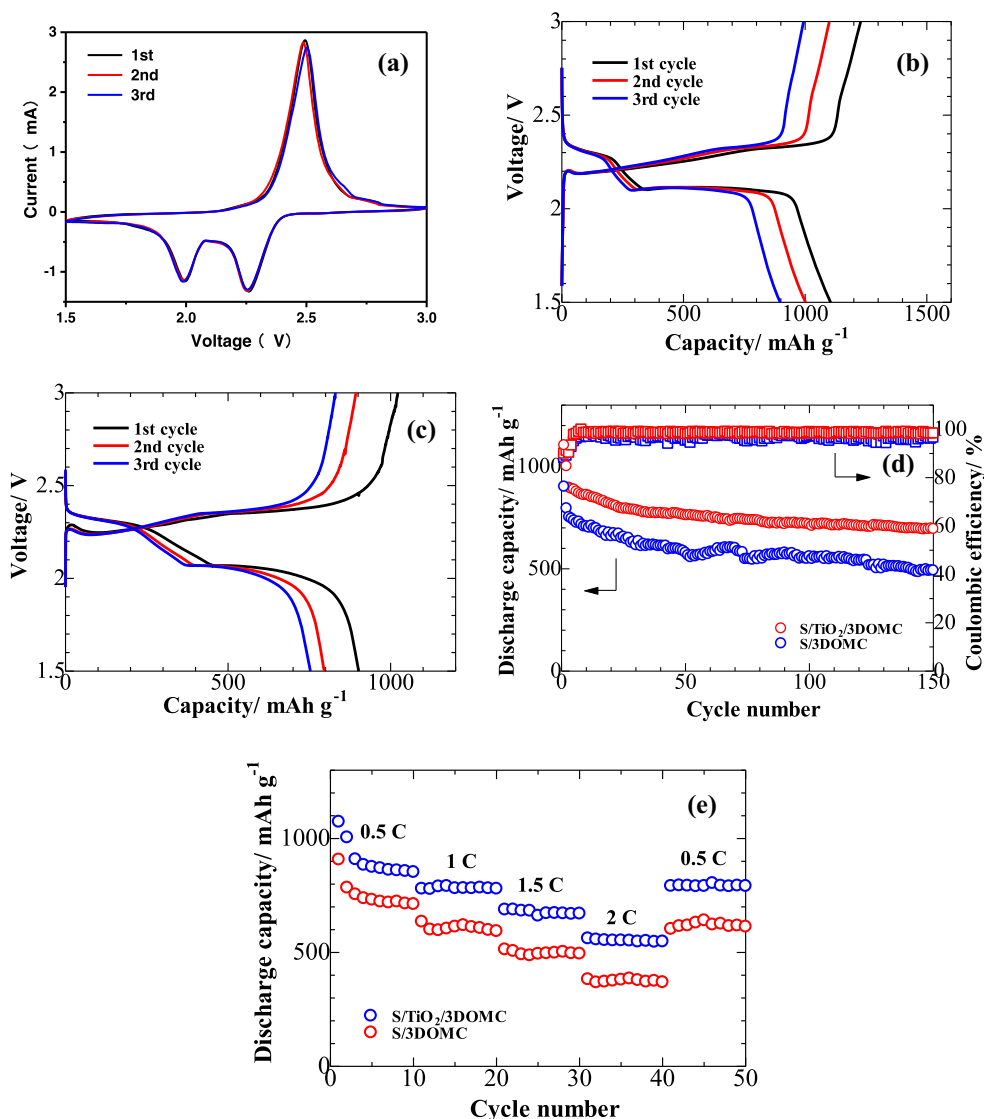 3
2
1
0
-1
1.5
2.0
2.5
3.0
Current ( mA)
Voltage ( V)
1st
2nd
3rd
(a)
3
2.5
2
1.5
0
500
1000
1500
Voltage/ V
Capacity/ mAh g-1
1st cycle
2nd cycle
3rd cycle
(b)
3
2.5
2
1.5
0
500
1000
Voltage/ V
Capacity/ mAh g-1
1st cycle
2nd cycle
3rd cycle
(c)
1000
500
0
0
50
100
150
100
80
60
40
20
0
Discharge capacity/ mAh g-1
Coulombic efficiency/ %
Cycle number
S/TiO2/3DOMC
S/3DOMC
(d)
1000
500
0
0
10
20
30
40
50
Discharge capacity/ mAh g-1
Cycle number
0.5 C
1 C
1.5 C
2 C
0.5 C
S/TiO2/3DOMC
S/3DOMC
(e)